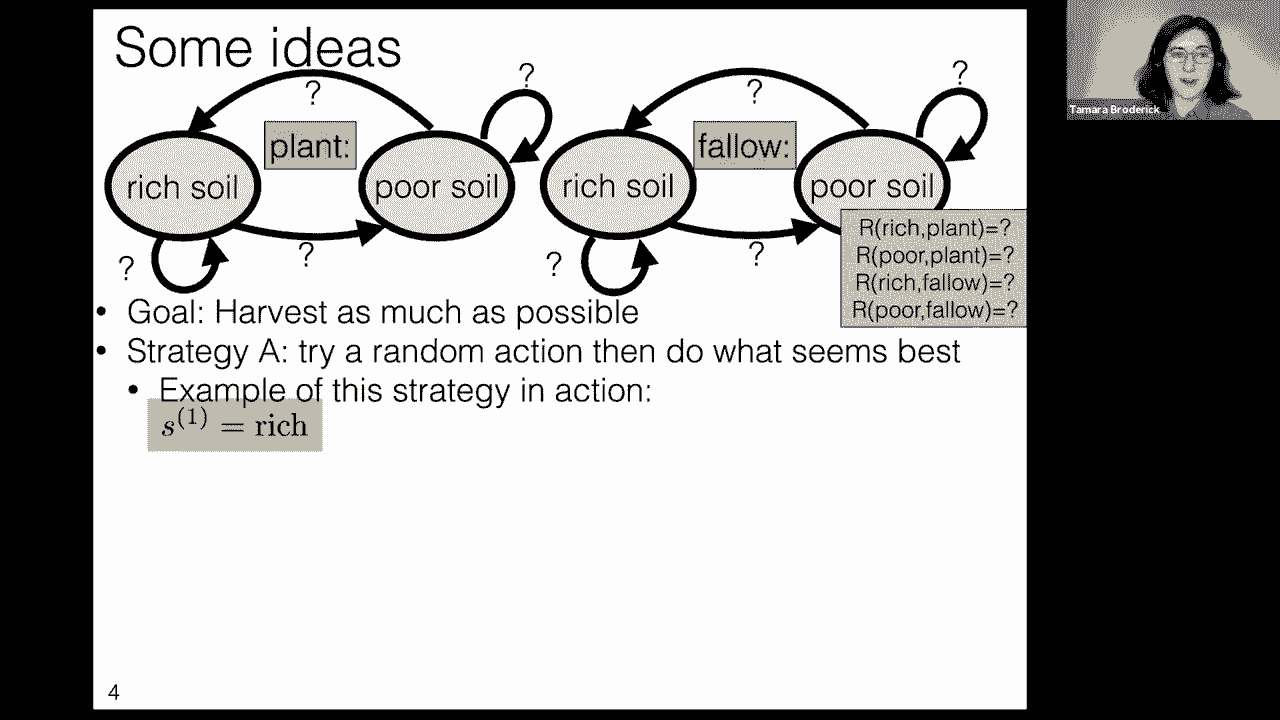 Some ideas
? ? ? ?
plant: fallow:
rich soil poor soil rich soil poor soil
? ? ? ?
R(rich,plant)=?
R(poor,plant)=?
R(rich,fallow)=?
R(poor,fallow)=?
• Goal: Harvest as much as possible
• Strategy A: try a random action then do what seems best
• Example of this strategy in action:
s^{(1)} = rich
4
Tamara Broderick